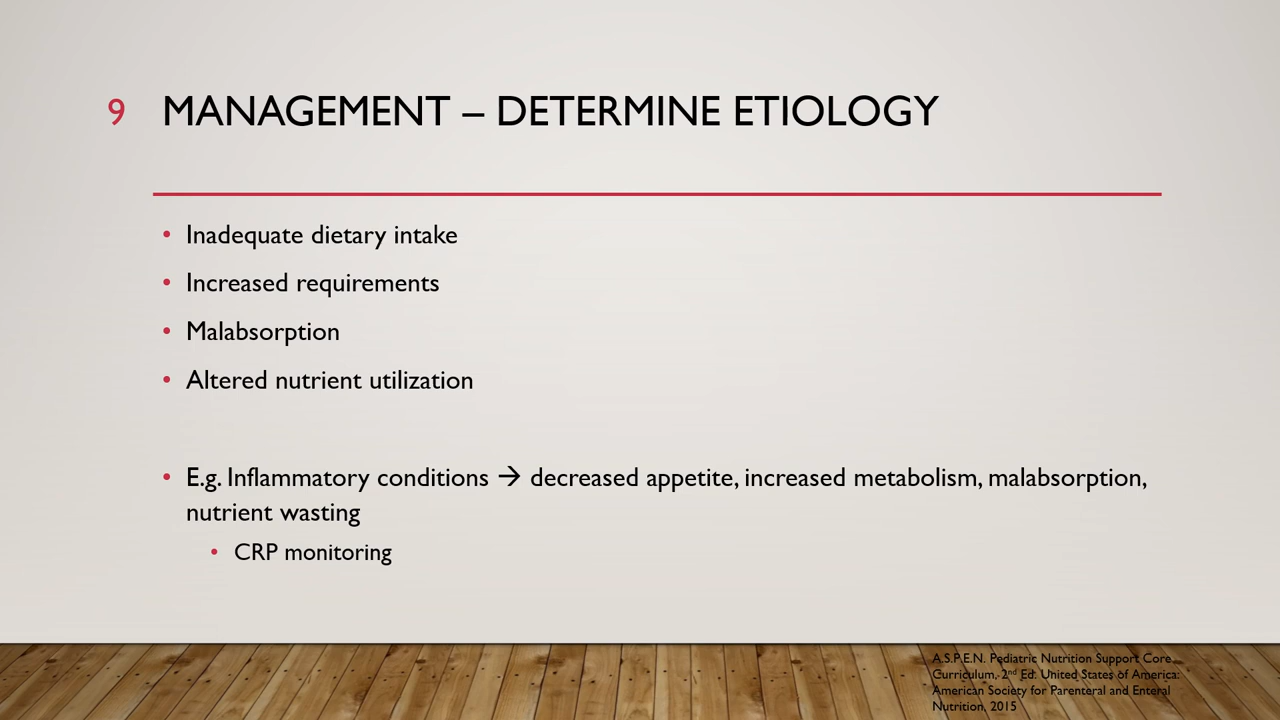 9 MANAGEMENT – DETERMINE ETIOLOGY
• Inadequate dietary intake
• Increased requirements
• Malabsorption
• Altered nutrient utilization
• E.g. Inflammatory conditions → decreased appetite, increased metabolism, malabsorption,
nutrient wasting
• CRP monitoring
A.S.P.E.N. Pediatric Nutrition Support Core
Curriculum, 2nd Ed. United States of America:
American Society for Parenteral and Enteral
Nutrition, 2015